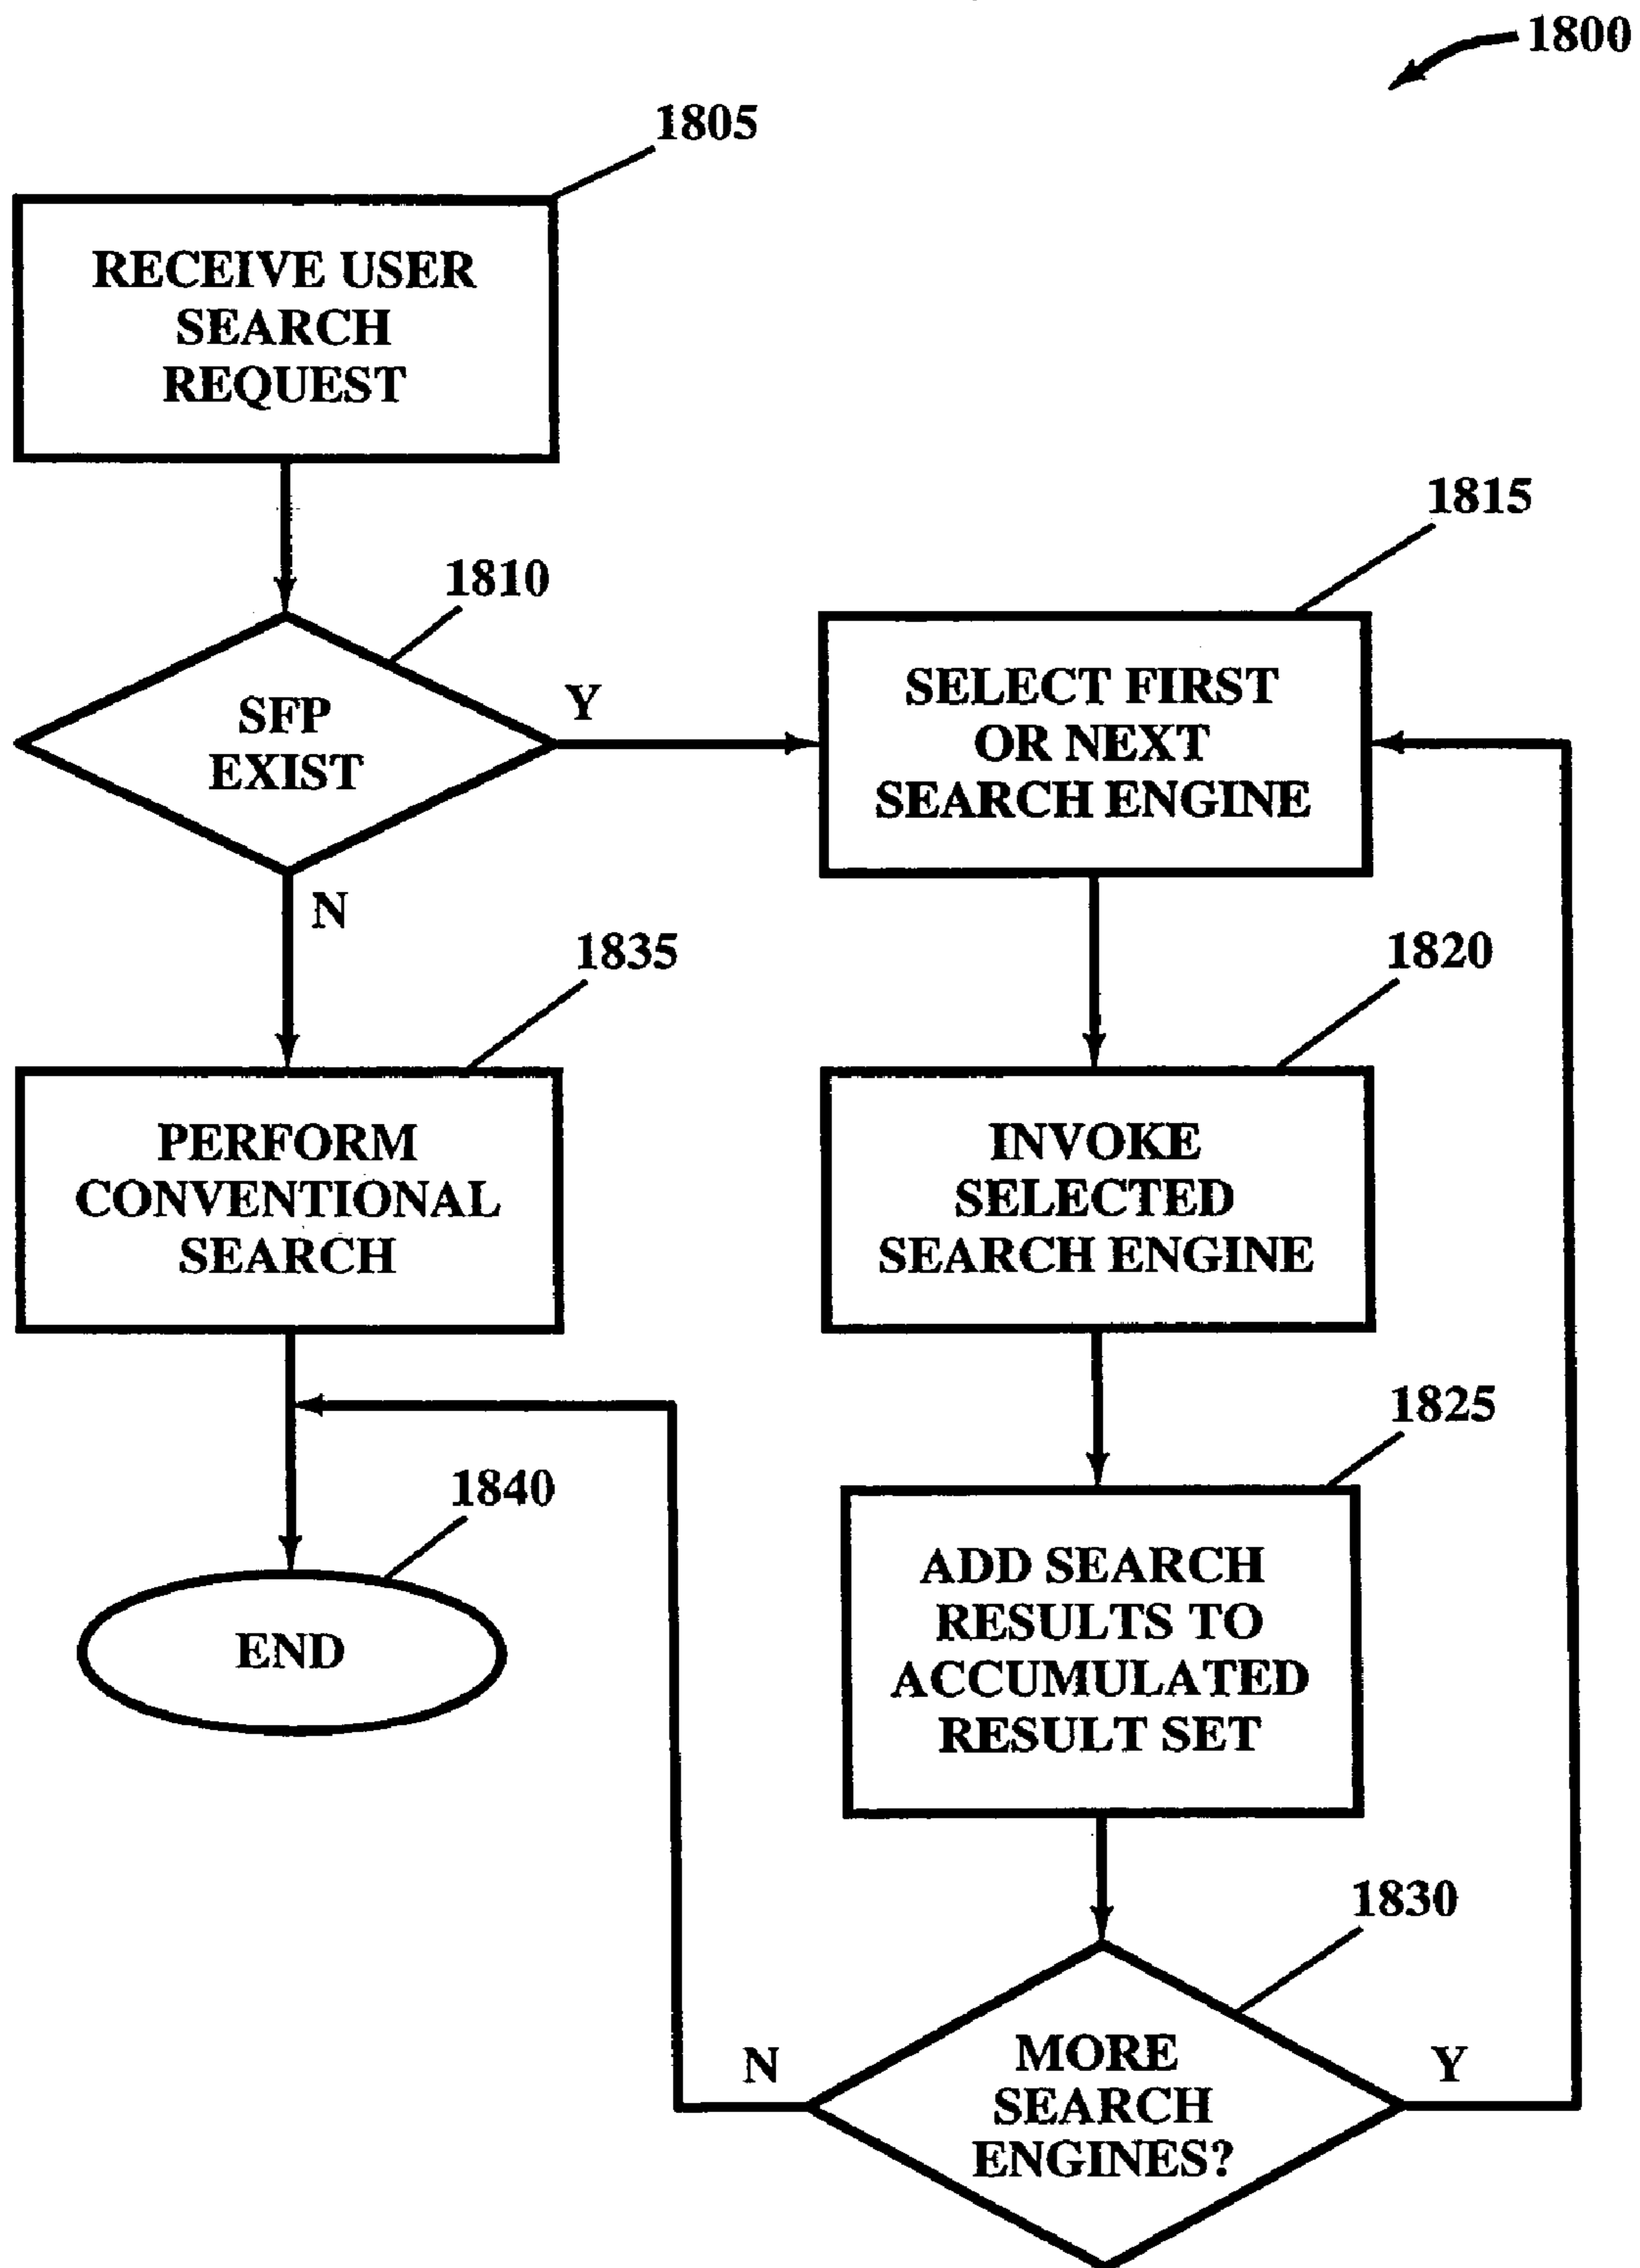 1800
1805
RECEIVE USER
SEARCH
REQUEST
1810
SFP
EXIST
Y
N
1815
SELECT FIRST
OR NEXT
SEARCH ENGINE
1835
PERFORM
CONVENTIONAL
SEARCH
1820
INVOKE
SELECTED
SEARCH ENGINE
1825
ADD SEARCH
RESULTS TO
ACCUMULATED
RESULT SET
1840
END
1830
MORE
SEARCH
ENGINES?
N
Y